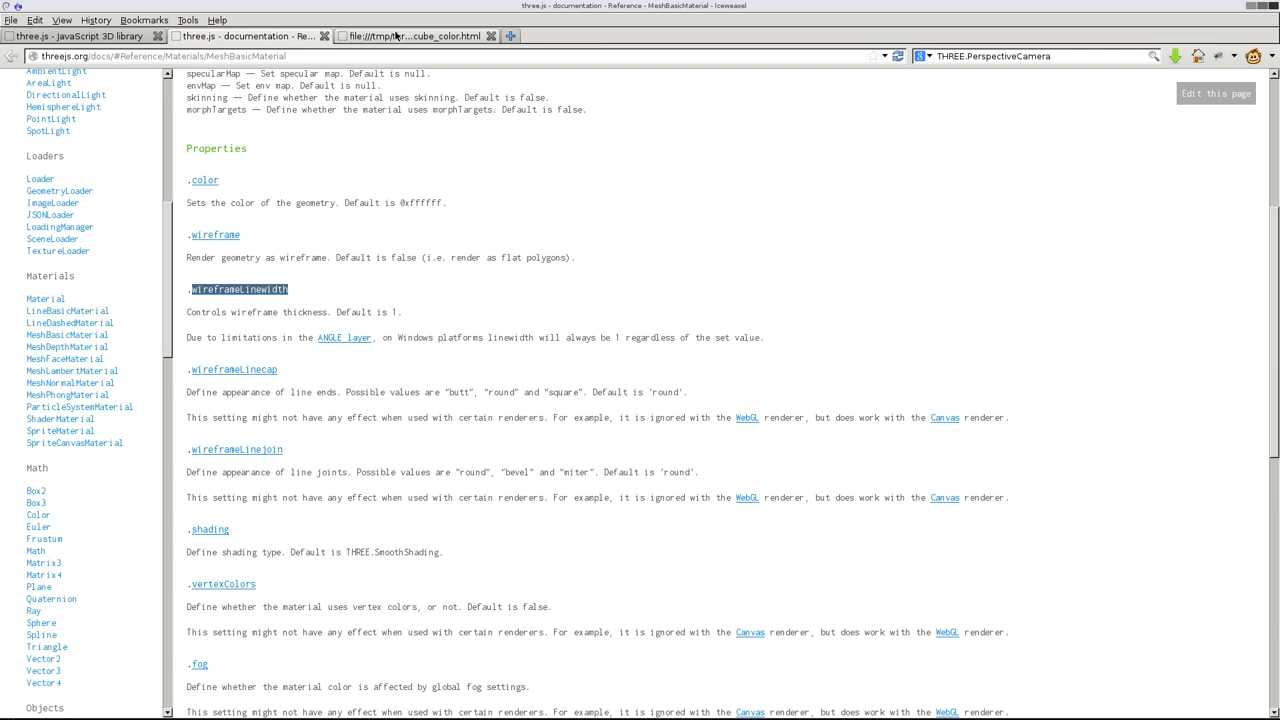 three.js - documentation - Reference - MeshBasicMaterial - Iceweasel
File Edit View History Bookmarks Tools Help
three.js - JavaScript 3D library
three.js - documentation - Re...
file:///tmp/ter...cube_color.html
threejs.org/docs/#Reference/Materials/MeshBasicMaterial
THREE.PerspectiveCamera
AmbientLight
AreaLight
DirectionalLight
HemisphereLight
PointLight
SpotLight
Loaders
Loader
GeometryLoader
ImageLoader
JSONLoader
LoadingManager
SceneLoader
TextureLoader
Materials
Material
LineBasicMaterial
LineDashedMaterial
MeshBasicMaterial
MeshDepthMaterial
MeshFaceMaterial
MeshLambertMaterial
MeshNormalMaterial
MeshPhongMaterial
ParticleSystemMaterial
ShaderMaterial
SpriteMaterial
SpriteCanvasMaterial
Math
Box2
Box3
Color
Euler
Frustum
Math
Matrix3
Matrix4
Plane
Quaternion
Ray
Sphere
Spline
Triangle
Vector2
Vector3
Vector4
Objects
specularMap — Set specular map. Default is null.
envMap — Set env map. Default is null.
skinning — Define whether the material uses skinning. Default is false.
morphTargets — Define whether the material uses morphTargets. Default is false.
Edit this page
Properties
.color
Sets the color of the geometry. Default is 0xffffff.
.wireframe
Render geometry as wireframe. Default is false (i.e. render as flat polygons).
.wireframeLinewidth
Controls wireframe thickness. Default is 1.
Due to limitations in the ANGLE layer, on Windows platforms linewidth will always be 1 regardless of the set value.
.wireframeLinecap
Define appearance of line ends. Possible values are "butt", "round" and "square". Default is 'round'.
This setting might not have any effect when used with certain renderers. For example, it is ignored with the WebGL renderer, but does work with the Canvas renderer.
.wireframeLinejoin
Define appearance of line joints. Possible values are "round", "bevel" and "miter". Default is 'round'.
This setting might not have any effect when used with certain renderers. For example, it is ignored with the WebGL renderer, but does work with the Canvas renderer.
.shading
Define shading type. Default is THREE.SmoothShading.
.vertexColors
Define whether the material uses vertex colors, or not. Default is false.
This setting might not have any effect when used with certain renderers. For example, it is ignored with the Canvas renderer, but does work with the WebGL renderer.
.fog
Define whether the material color is affected by global fog settings.
This setting might not have any effect when used with certain renderers. For example, it is ignored with the Canvas renderer, but does work with the WebGL renderer.